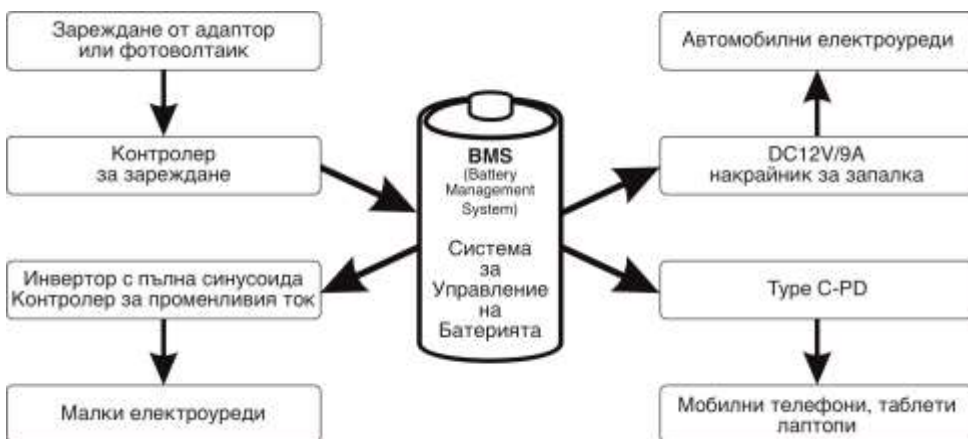 Зареждане от адаптор
или фотоволтаик
Контролер
за зареждане
Инвертор с пълна синусоида
Контролер за променливия ток
Малки електроуреди
BMS
(Battery
Management
System)
Система
за
Управление
на
Батерията
Автомобилни електроуреди
DC12V/9A
накрайник за запалка
Type C-PD
Мобилни телефони, таблети
лаптопи